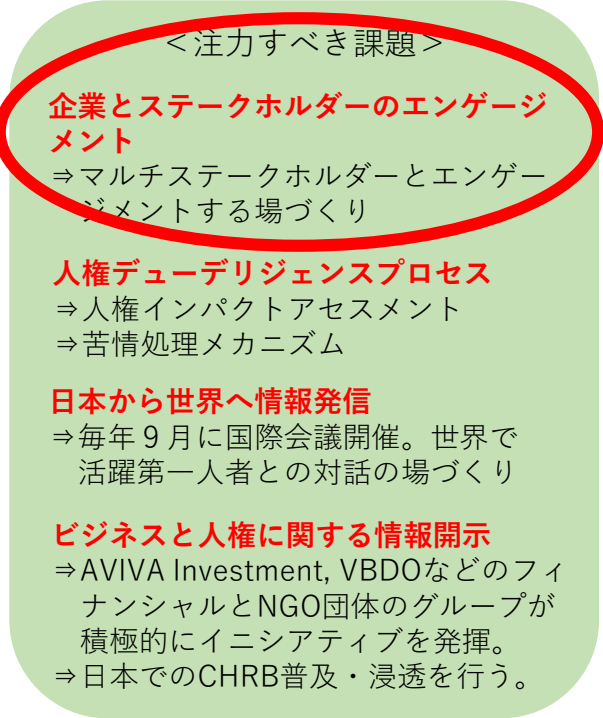 ＜注力すべき課題＞
企業とステークホルダーのエンゲージ
メント
⇒マルチステークホルダーとエンゲー
ジメントする場づくり
人権デューデリジェンスプロセス
⇒人権インパクトアセスメント
⇒苦情処理メカニズム
日本から世界へ情報発信
⇒毎年９月に国際会議開催。世界で
活躍第一人者との対話の場づくり
ビジネスと人権に関する情報開示
⇒AVIVA Investment, VBDOなどのフィ
ナンシャルとNGO団体のグループが
積極的にイニシアティブを発揮。
⇒日本でのCHRB普及・浸透を行う。